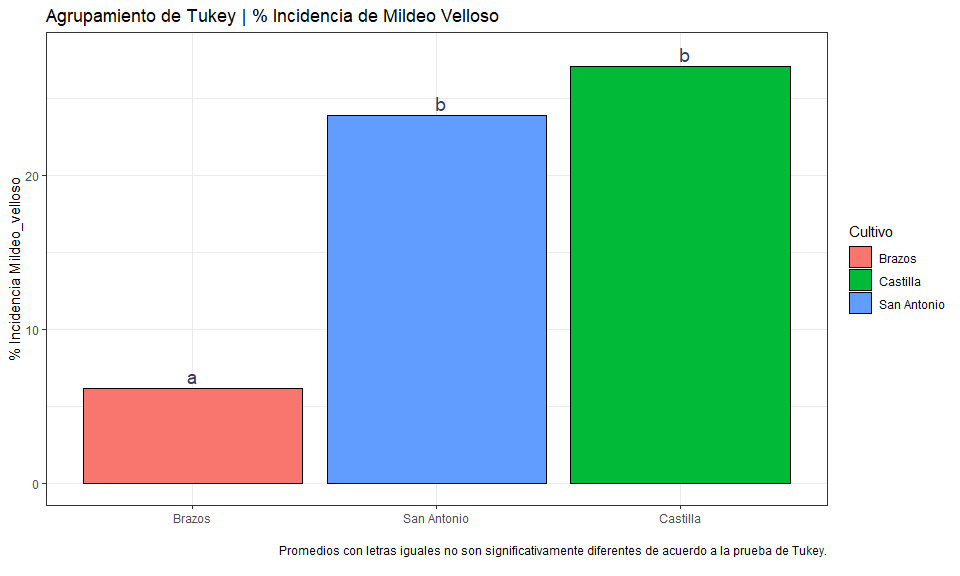 Agrupamiento de Tukey | % Incidencia de Mildeo Velloso
% Incidencia Mildeo_velloso
20
10
0
a
b
b
Brazos
San Antonio
Castilla
Cultivo
Brazos
Castilla
San Antonio
Promedios con letras iguales no son significativamente diferentes de acuerdo a la prueba de Tukey.